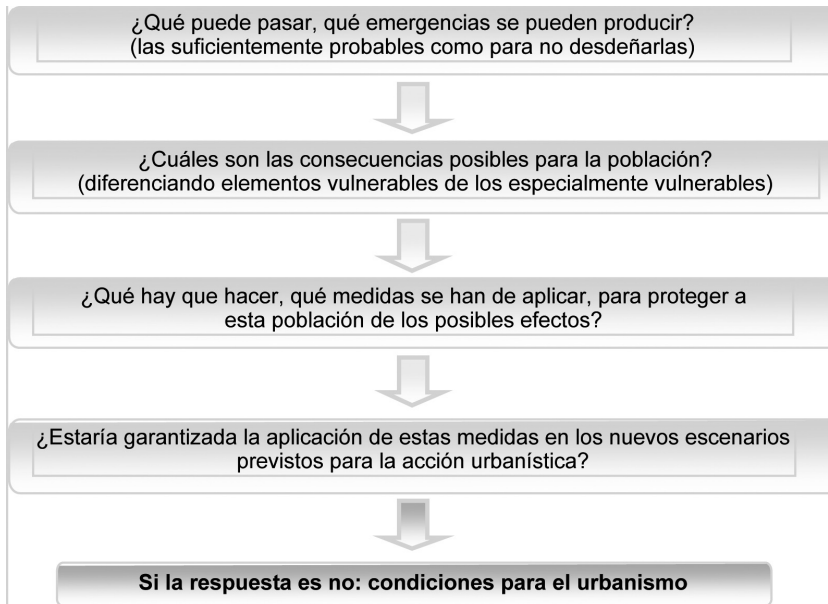 ¿Qué puede pasar, qué emergencias se pueden producir?
(las suficientemente probables como para no desdeñarlas)
¿Cuáles son las consecuencias posibles para la población?
(diferenciando elementos vulnerables de los especialmente vulnerables)
¿Qué hay que hacer, qué medidas se han de aplicar, para proteger a
esta población de los posibles efectos?
¿Estaría garantizada la aplicación de estas medidas en los nuevos escenarios
previstos para la acción urbanística?
Si la respuesta es no: condiciones para el urbanismo